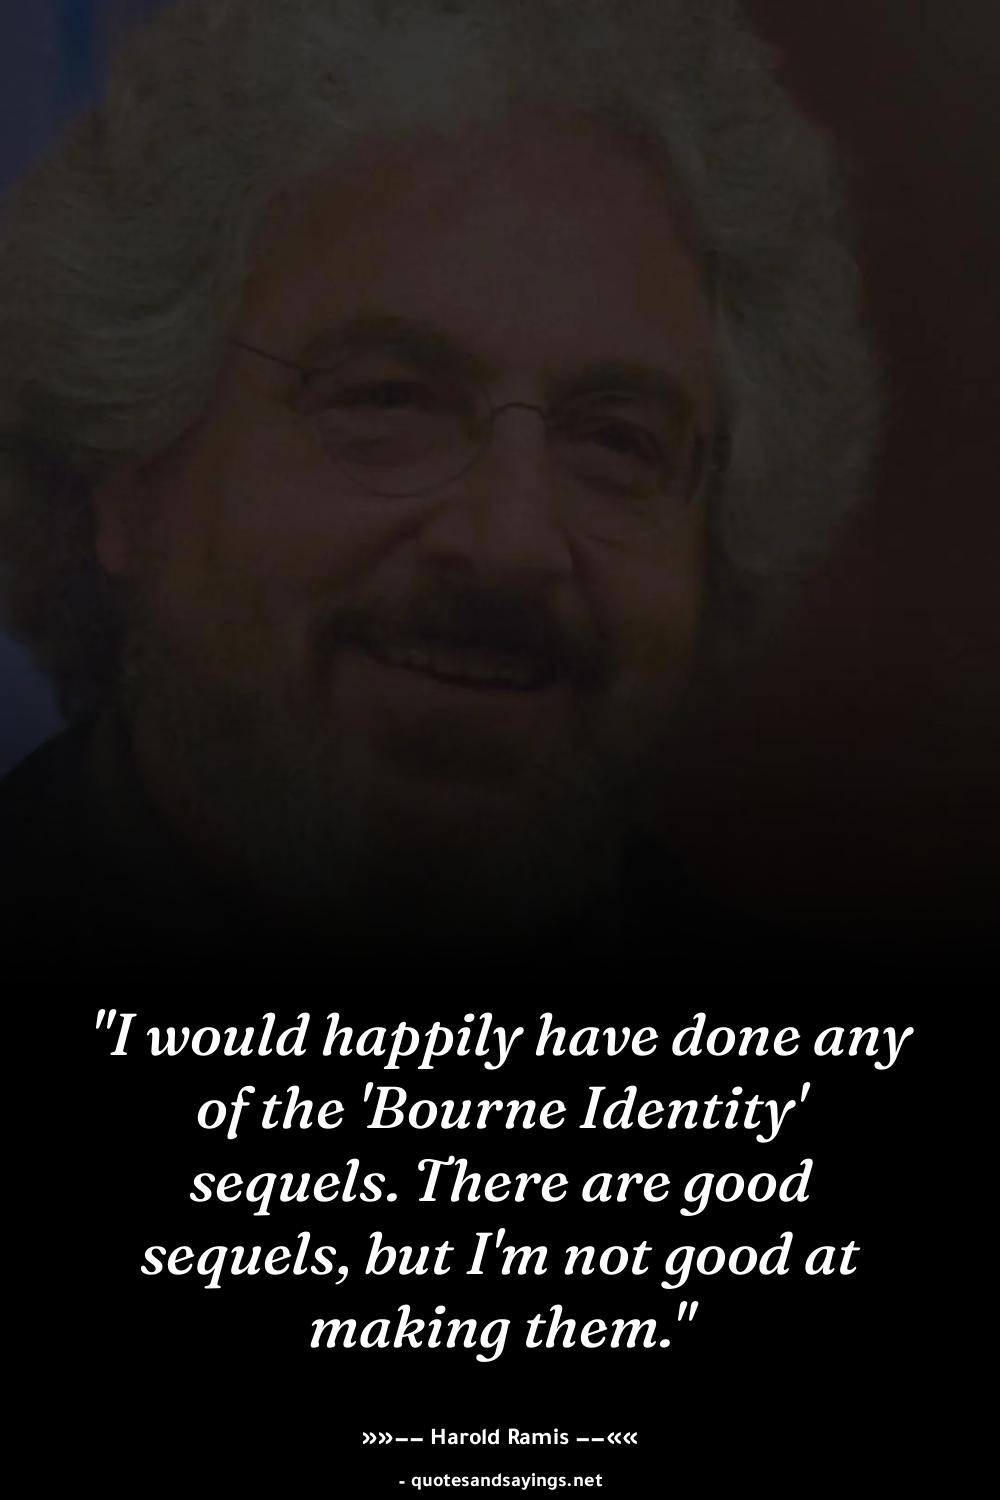 "I would happily have done any
of the 'Bourne Identity'
sequels. There are good
sequels, but I'm not good at
making them."
»»−− Harold Ramis −−««
- quotesandsayings.net